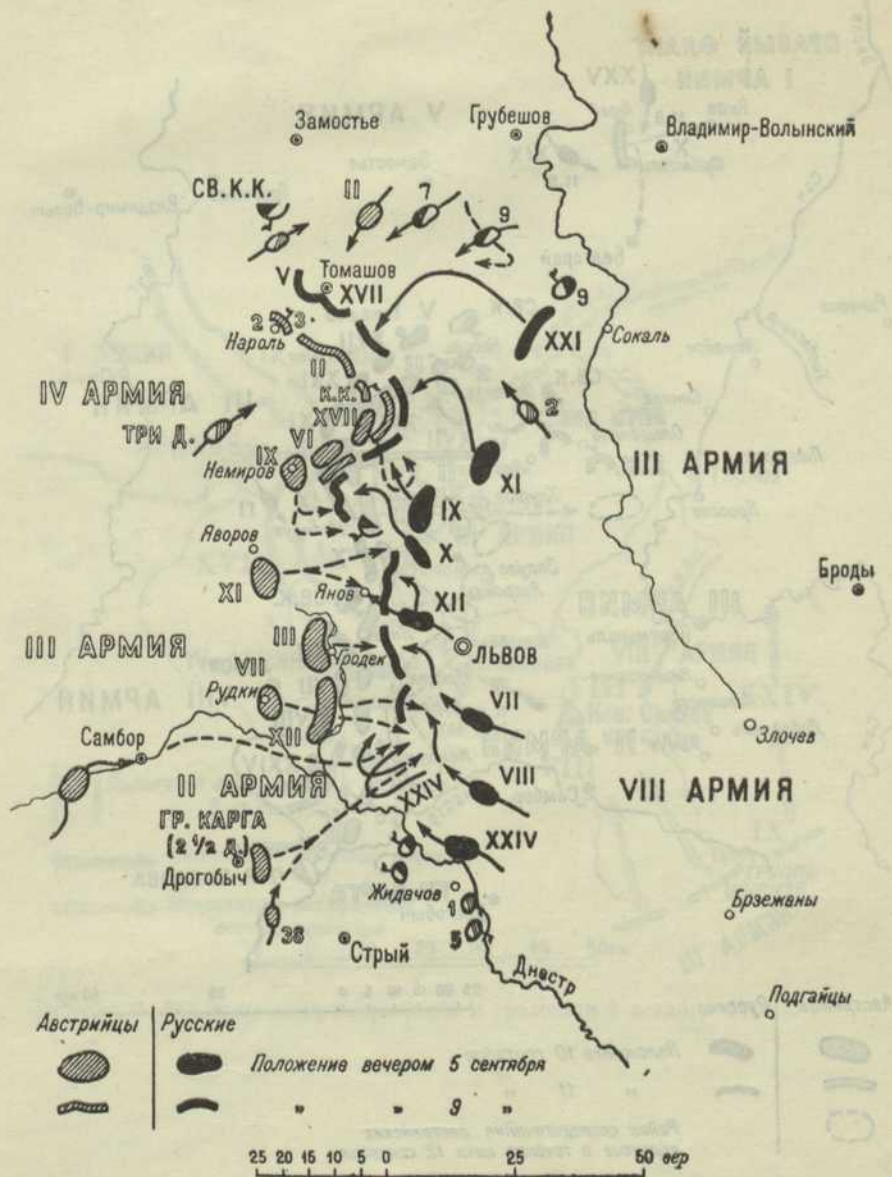 Замостье
Грубешов
Владимир-Волынский
СВ.К.К.
II
7
9
V
Томашов
XVII
9
2
3
Нароль
XXI
Сокаль
II
К.К.
IV АРМИЯ
XVII
2
ТРИ Д.
VI
IX
Немиров
XI
III АРМИЯ
IX
Яворов
X
XI
Янов
XII
Броды
III
ЛЬВОВ
III АРМИЯ
Гродек
VII
Рудки
VII
XII
Злочев
Самбор
II АРМИЯ
VIII
VIII АРМИЯ
XXIV
ГР. КАРГА
XXIV
(2 1/2 Д.)
Дрогобыч
Жидачов
1
Брзежаны
38
5
Стрый
Днестр
Подгайцы
Австрийцы
Русские
Положение вечером 5 сентября
" " 9 "
25 20 15 10 5 0 25 50 вер